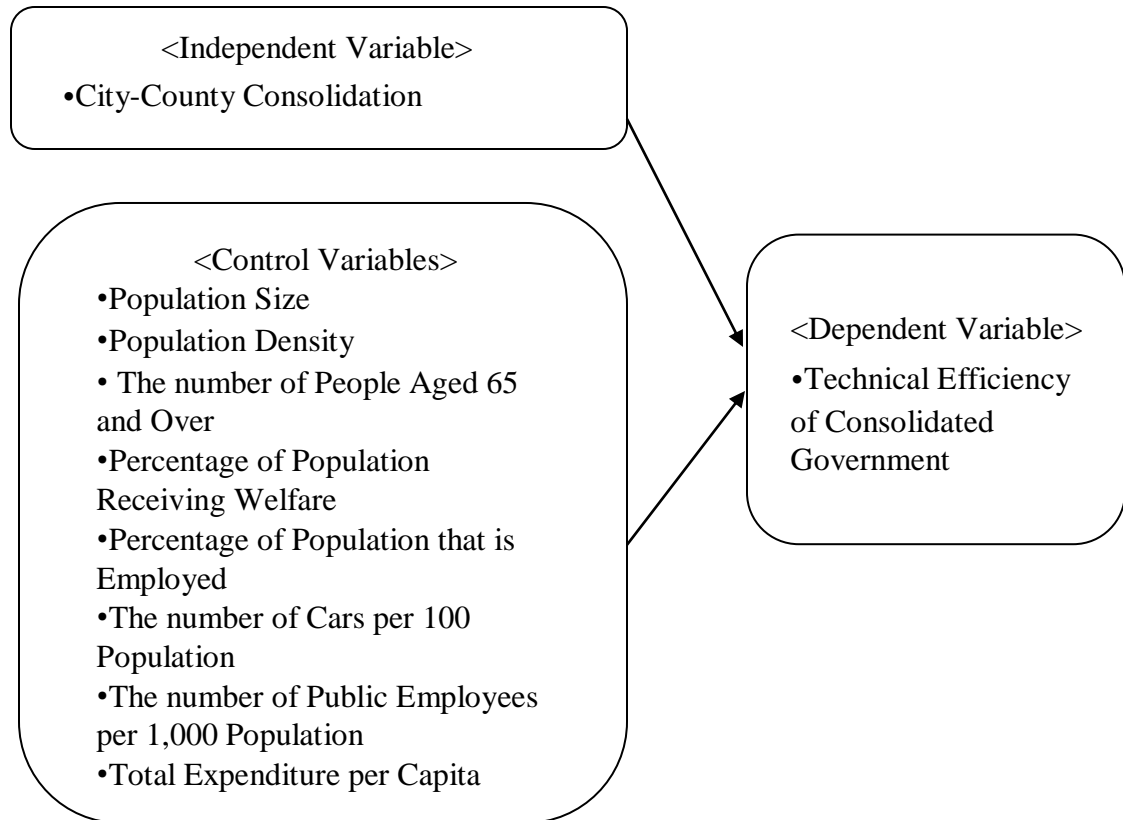 <Independent Variable>
•City-County Consolidation
<Control Variables>
•Population Size
•Population Density
• The number of People Aged 65
and Over
•Percentage of Population
Receiving Welfare
•Percentage of Population that is
Employed
•The number of Cars per 100
Population
•The number of Public Employees
per 1,000 Population
•Total Expenditure per Capita
<Dependent Variable>
•Technical Efficiency
of Consolidated
Government